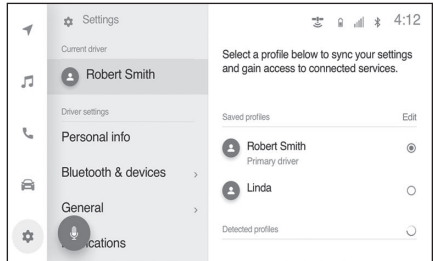 Settings
4:12
Current driver
Robert Smith
Driver settings
Personal info
Bluetooth & devices
General
Select a profile below to sync your settings
and gain access to connected services.
Saved profiles
Edit
Robert Smith
Primary driver
Linda
Detected profiles